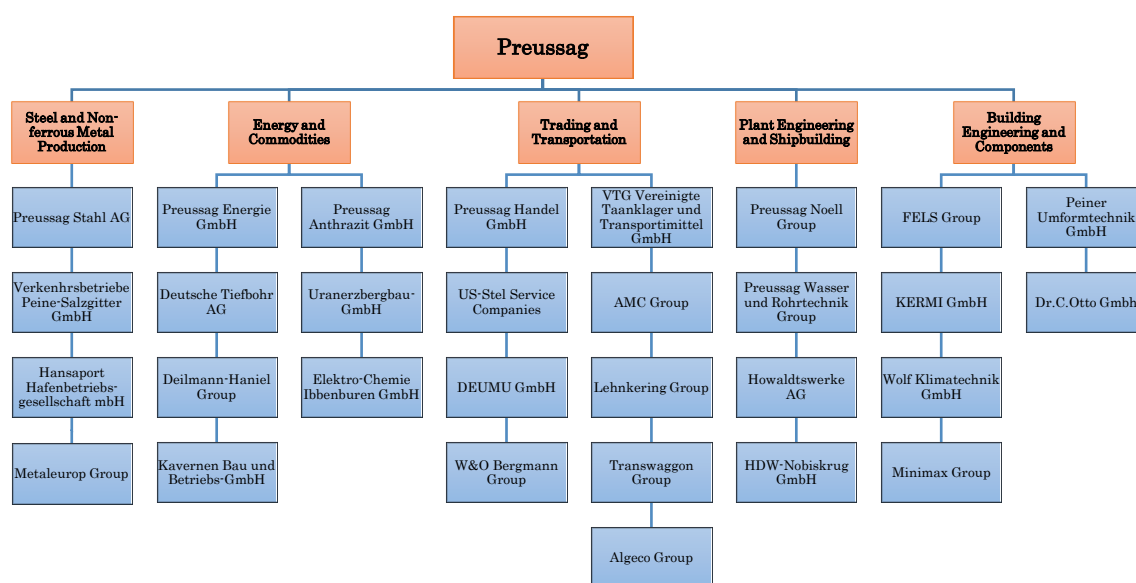 Preussag
Steel and Non-
ferrous Metal
Production
Energy and
Commodities
Trading and
Transportation
Plant Engineering
and Shipbuilding
Building
Engineering and
Components
Preussag Stahl AG
Verkenhrsbetriebe
Peine-Salzgitter
GmbH
Hansaport
Hafenbetriebs-
gesellschaft mbH
Metaleurop Group
Preussag Energie
GmbH
Deutsche Tiefbohr
AG
Deilmann-Haniel
Group
Kavernen Bau und
Betriebs-GmbH
Preussag
Anthrazit GmbH
Uranerzbergbau-
GmbH
Elektro-Chemie
Ibbenburen GmbH
Preussag Handel
GmbH
US-Stel Service
Companies
DEUMU GmbH
W&O Bergmann
Group
VTG Vereinigte
Taanklager und
Transportimittel
GmbH
AMC Group
Lehnkering Group
Transwaggon
Group
Algeco Group
Preussag Noell
Group
Preussag Wasser
und Rohrtechnik
Group
Howaldtswerke
AG
HDW-Nobiskrug
GmbH
FELS Group
KERMI GmbH
Wolf Klimatechnik
GmbH
Minimax Group
Peiner
Umformtechnik
GmbH
Dr.C.Otto Gmbh